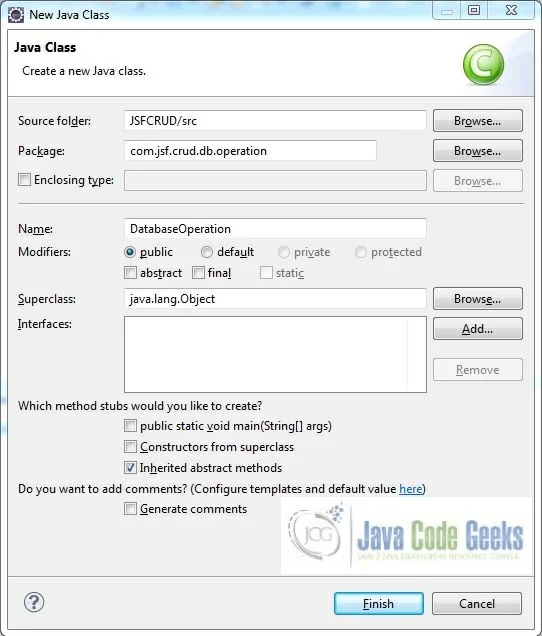 New Java Class
Java Class
Create a new Java class.
C
Source folder: JSFCRUD/src Browse...
Package: com.jsf.crud.db.operation Browse...
Enclosing type: Browse...
Name: DatabaseOperation
Modifiers: public default private protected
abstract final static
Superclass: java.lang.Object Browse...
Interfaces: Add...
Remove
Which method stubs would you like to create?
public static void main(String[] args)
Constructors from superclass
Inherited abstract methods
Do you want to add comments? (Configure templates and default value here)
Generate comments
JCG Java Code Geeks
JAVA 2 JAVA DEVELOPERS RESOURCE CENTER
? Finish Cancel